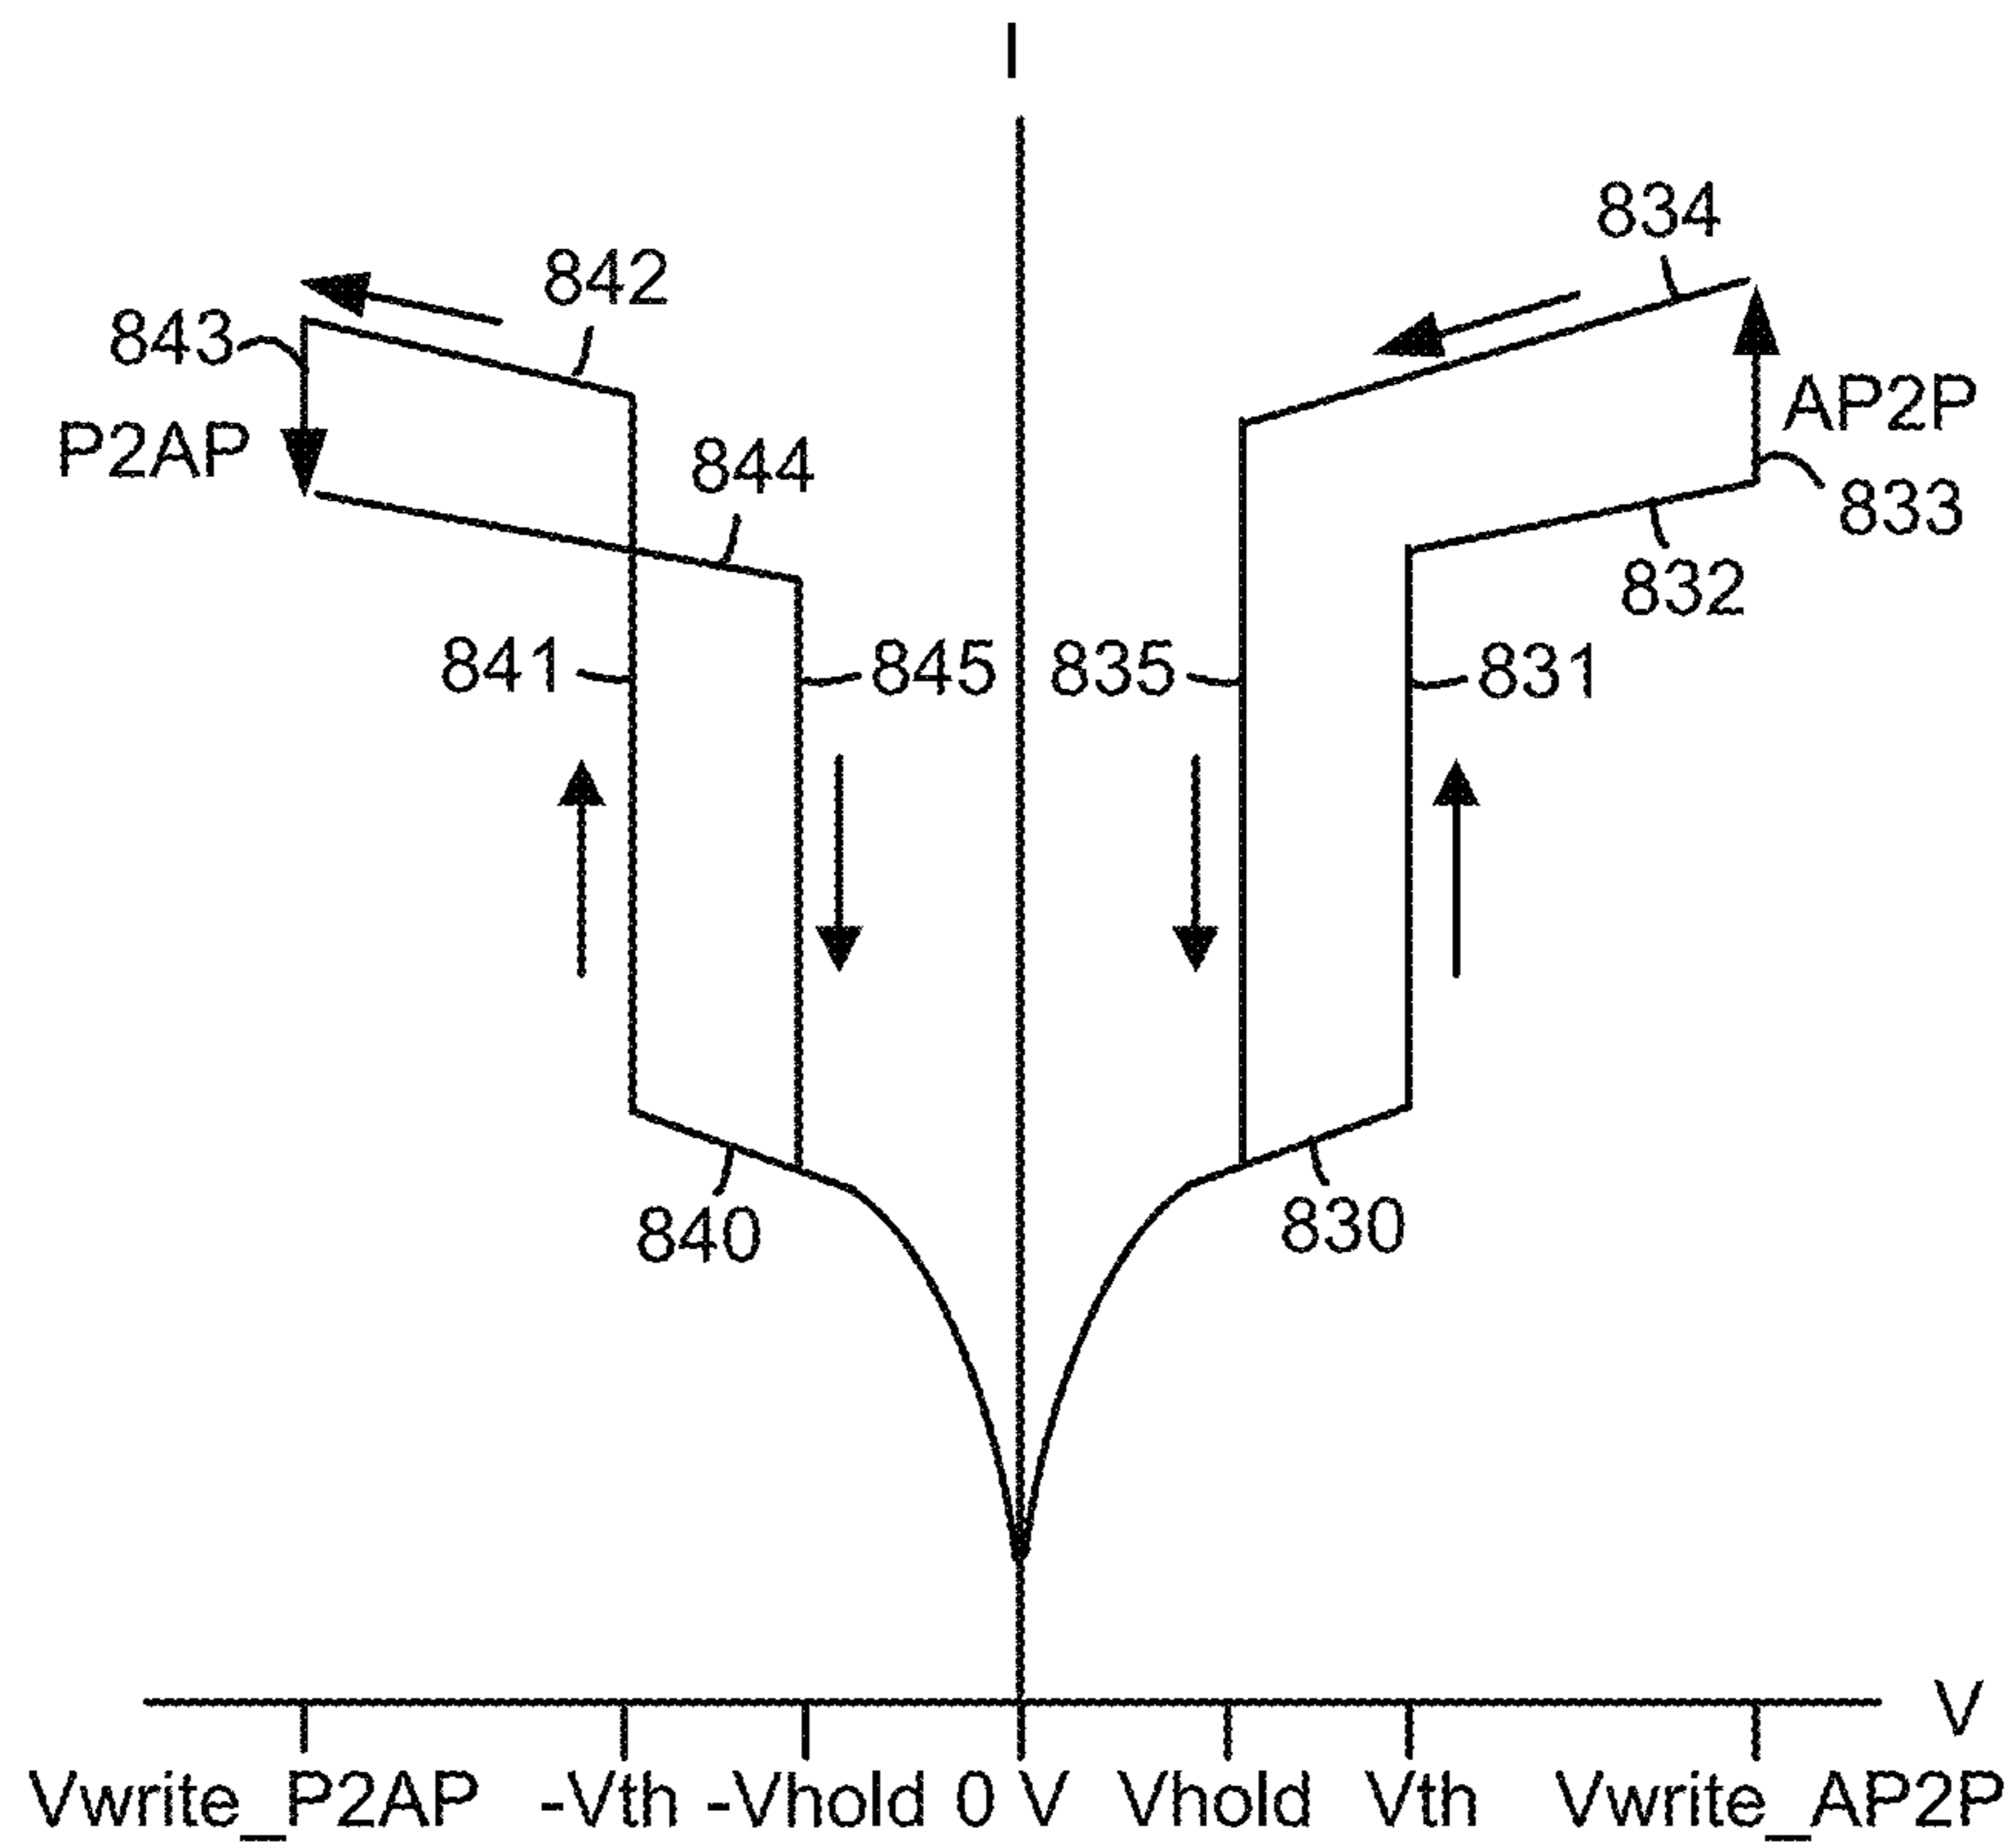 I
834
842
843
AP2P
P2AP
844
833
832
841
845
835
831
840
830
V
Vwrite_P2AP
-Vth
-Vhold
0 V
Vhold
Vth
Vwrite_AP2P